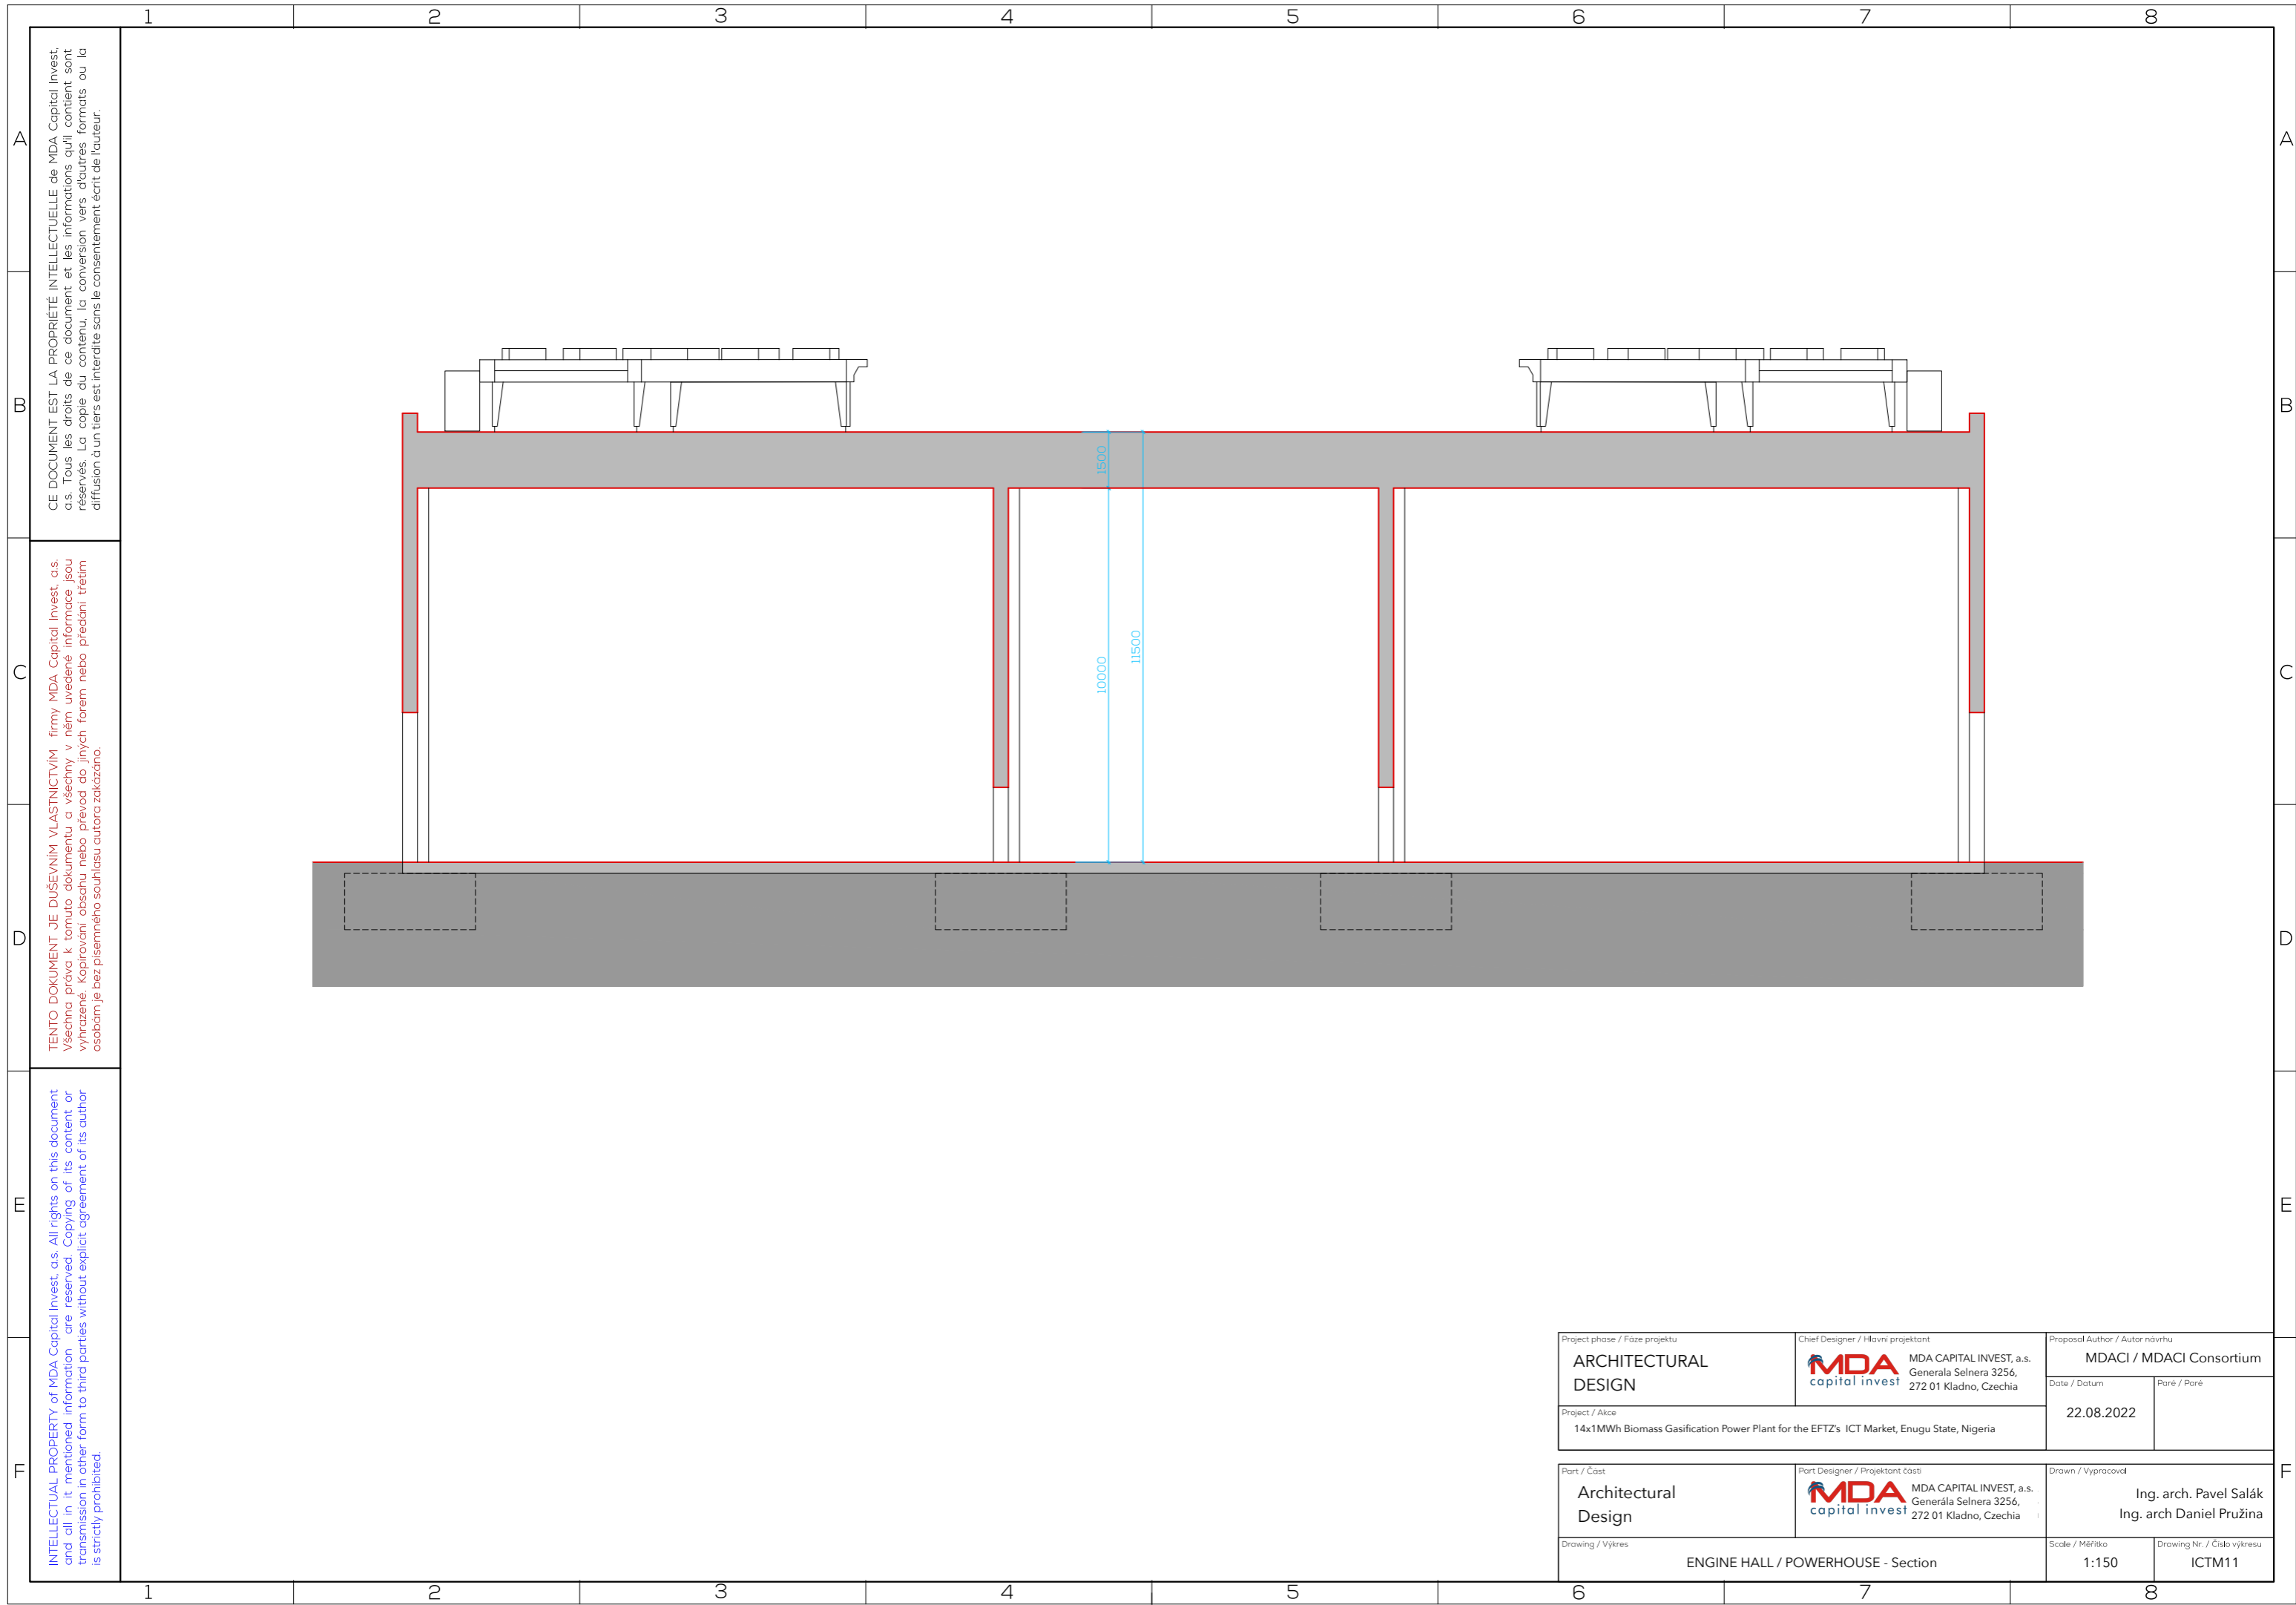 1 2 3 4 5 6 7 8
A A
B B
C C
D D
E E
F F
CE DOCUMENT EST LA PROPRIÉTÉ INTELLECTUELLE de MDA Capital Invest,
a.s. Tous les droits de ce document et les informations qu'il contient sont
réservés. La copie du contenu, la conversion vers d'autres formats ou la
diffusion à un tiers est interdite sans le consentement écrit de l'auteur.
TENTO DOKUMENT JE DUŠEVNÍM VLASTNICTVÍM firmy MDA Capital Invest, a.s.
Všechna práva k tomuto dokumentu a všechny v něm uvedené informace jsou
vyhrazené. Kopírování obsahu nebo převod do jiných forem nebo předání třetím
osobám je bez písemného souhlasu autora zakázáno.
INTELLECTUAL PROPERTY of MDA Capital Invest, a.s. All rights on this document
and all in it mentioned information are reserved. Copying of its content or
transmission in other form to third parties without explicit agreement of its author
is strictly prohibited.
1500
10000
11500
Project phase / Fáze projektu
ARCHITECTURAL
DESIGN
Chief Designer / Hlavní projektant
MDA
capital invest
MDA CAPITAL INVEST, a.s.
Generala Selnera 3256,
272 01 Kladno, Czechia
Proposal Author / Autor návrhu
MDACI / MDACI Consortium
Date / Datum
22.08.2022
Paré / Paré
Project / Akce
14x1MWh Biomass Gasification Power Plant for the EFTZ's ICT Market, Enugu State, Nigeria
Part / Část
Architectural
Design
Part Designer / Projektant části
MDA
capital invest
MDA CAPITAL INVEST, a.s.
Generála Selnera 3256,
272 01 Kladno, Czechia
Drawn / Vypracoval
Ing. arch. Pavel Salák
Ing. arch Daniel Pružina
Drawing / Výkres
ENGINE HALL / POWERHOUSE - Section
Scale / Měřítko
1:150
Drawing Nr. / Číslo výkresu
ICTM11
1 2 3 4 5 6 7 8